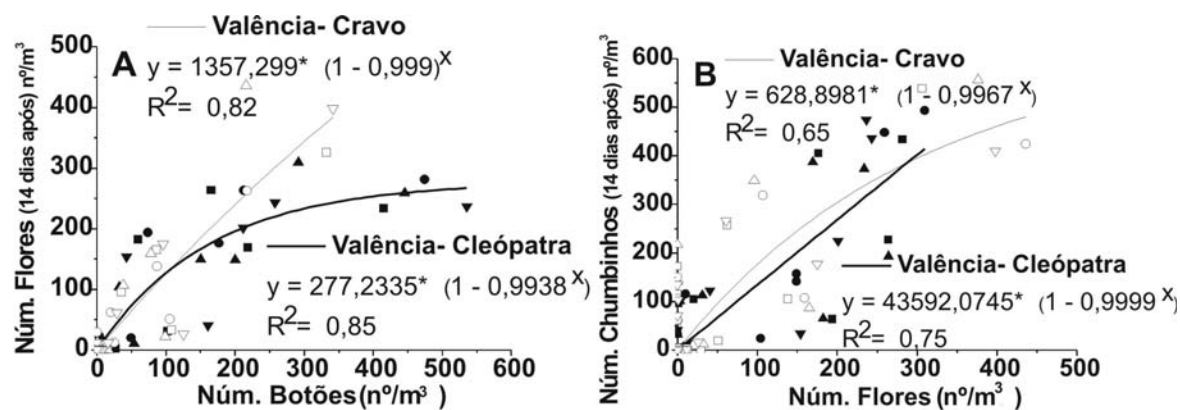 Valência- Cravo
A
y = 1357,299* (1 - 0,999)^x
R²= 0,82
Valência- Cleópatra
y = 277,2335* (1 - 0,9938 ^x)
R²= 0,85
Núm. Flores (14 dias após) nº/m³
500
400
300
200
100
0
0 100 200 300 400 500 600
Núm. Botões (nº/m³)
Valência- Cravo
B
y = 628,8981* (1 - 0,9967 ^x)
R²= 0,65
Valência- Cleópatra
y = 43592,0745* (1 - 0,9999 ^x)
R²= 0,75
Núm. Chumbinhos (14 dias após) nº/m³
600
500
400
300
200
100
0
0 100 200 300 400 500
Núm. Flores (nº/m³)